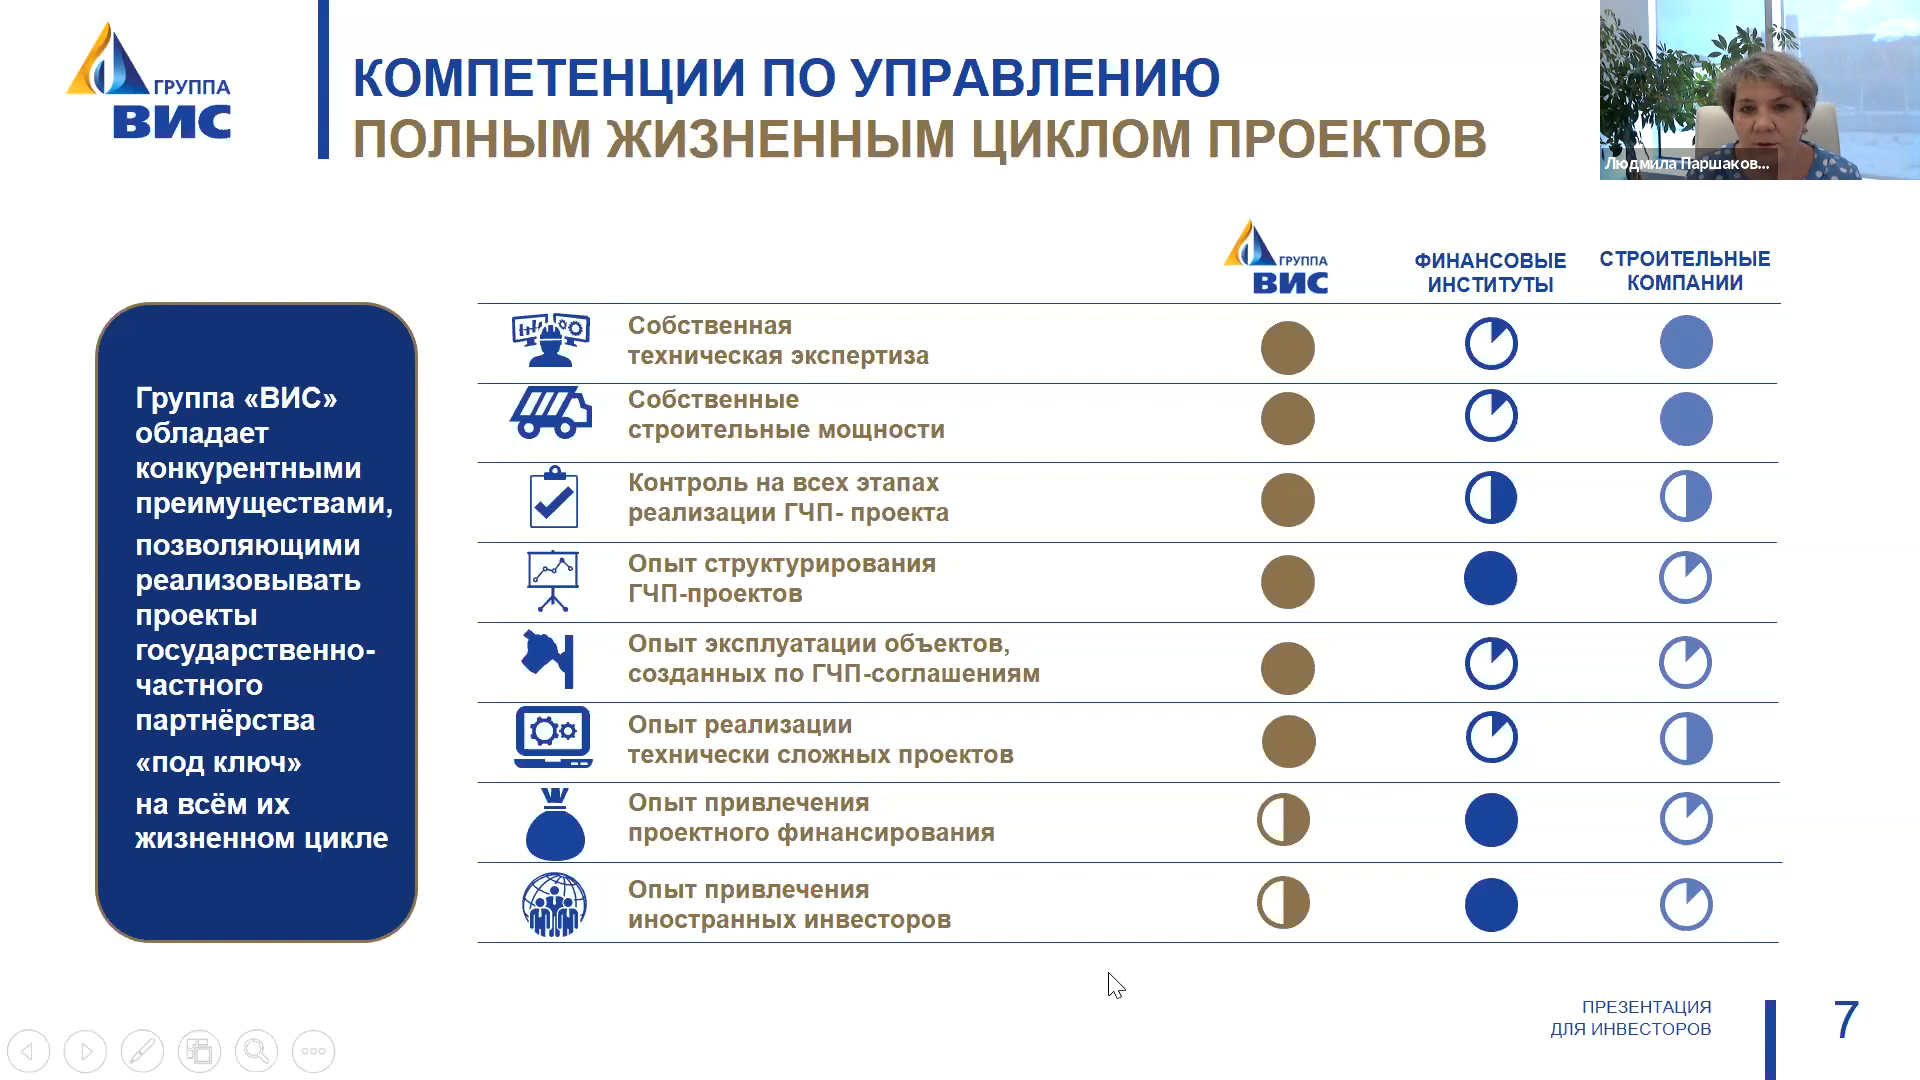 ГРУППА
ВИС
КОМПЕТЕНЦИИ ПО УПРАВЛЕНИЮ
ПОЛНЫМ ЖИЗНЕННЫМ ЦИКЛОМ ПРОЕКТОВ
Людмила Паршаков...
ГРУППА
ВИС
ФИНАНСОВЫЕ
ИНСТИТУТЫ
СТРОИТЕЛЬНЫЕ
КОМПАНИИ
Группа «ВИС»
обладает
конкурентными
преимуществами,
позволяющими
реализовывать
проекты
государственно-
частного
партнёрства
«под ключ»
на всём их
жизненном цикле
Собственная
техническая экспертиза
Собственные
строительные мощности
Контроль на всех этапах
реализации ГЧП- проекта
Опыт структурирования
ГЧП-проектов
Опыт эксплуатации объектов,
созданных по ГЧП-соглашениям
Опыт реализации
технически сложных проектов
Опыт привлечения
проектного финансирования
Опыт привлечения
иностранных инвесторов
ПРЕЗЕНТАЦИЯ
ДЛЯ ИНВЕСТОРОВ
7